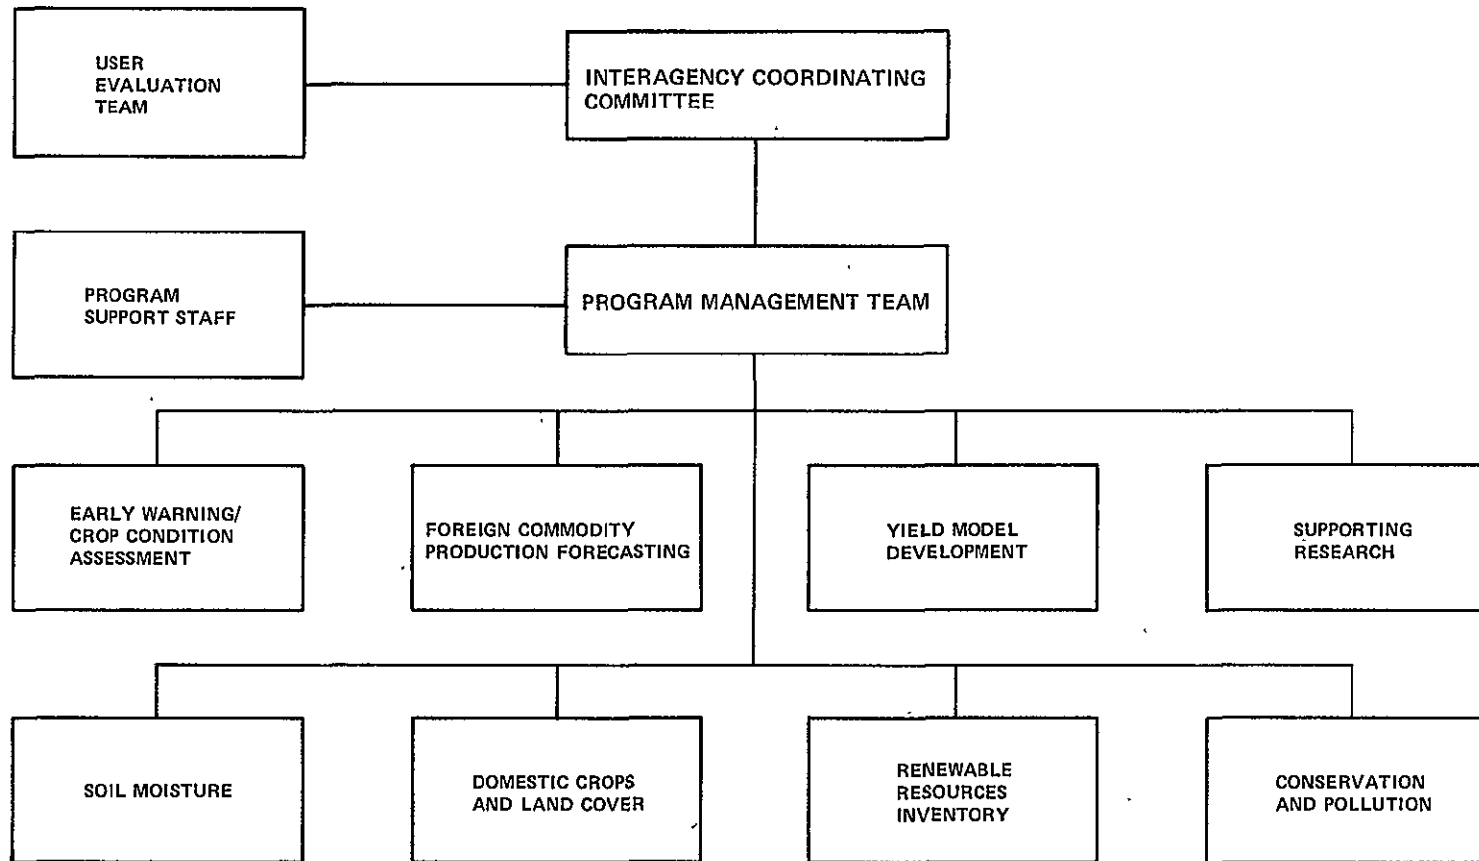 USER
EVALUATION
TEAM
INTERAGENCY COORDINATING
COMMITTEE
PROGRAM
SUPPORT STAFF
PROGRAM MANAGEMENT TEAM
EARLY WARNING/
CROP CONDITION
ASSESSMENT
FOREIGN COMMODITY
PRODUCTION FORECASTING
YIELD MODEL
DEVELOPMENT
SUPPORTING
RESEARCH
SOIL MOISTURE
DOMESTIC CROPS
AND LAND COVER
RENEWABLE
RESOURCES
INVENTORY
CONSERVATION
AND POLLUTION